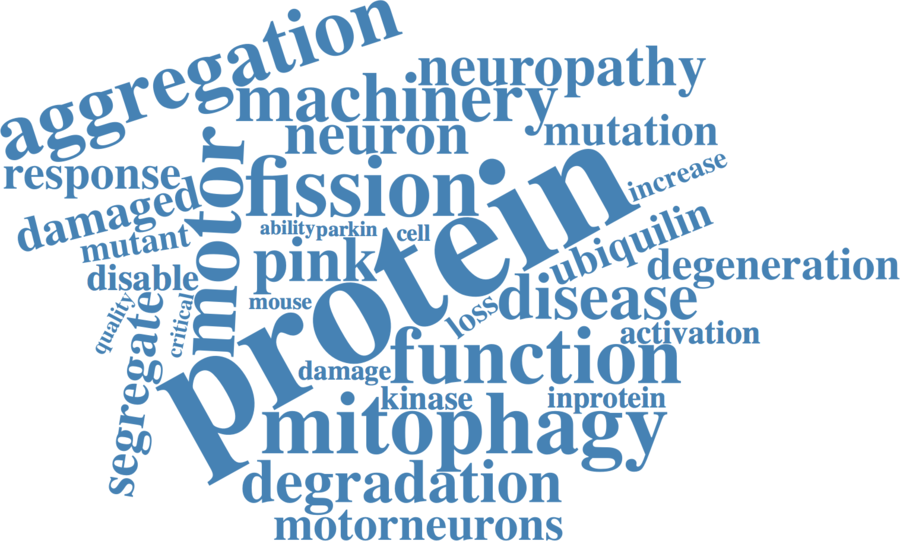 aggregation
neuropathy
machinery
neuron
mutation
response
increase
motor
fission
protein
damaged
ability
parkin
cell
ubiquilin
mutant
pink
degeneration
disable
mouse
loss
disease
quality
critical
activation
segregate
function
damage
kinase
inprotein
mitophagy
degradation
motorneurons